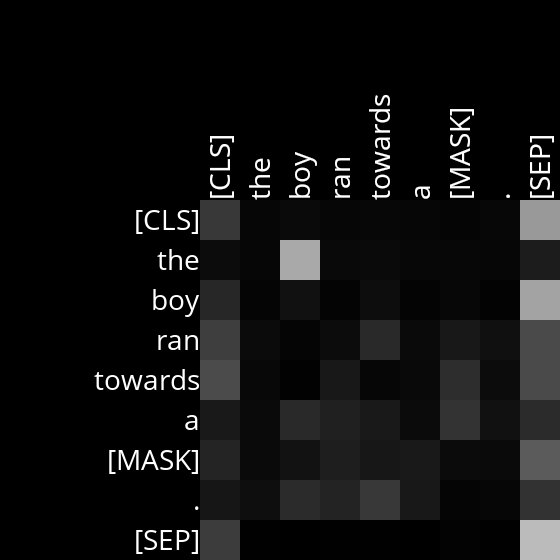 [CLS] the boy ran towards a [MASK] . [SEP]
[CLS]
the
boy
ran
towards
a
[MASK]
.
[SEP]